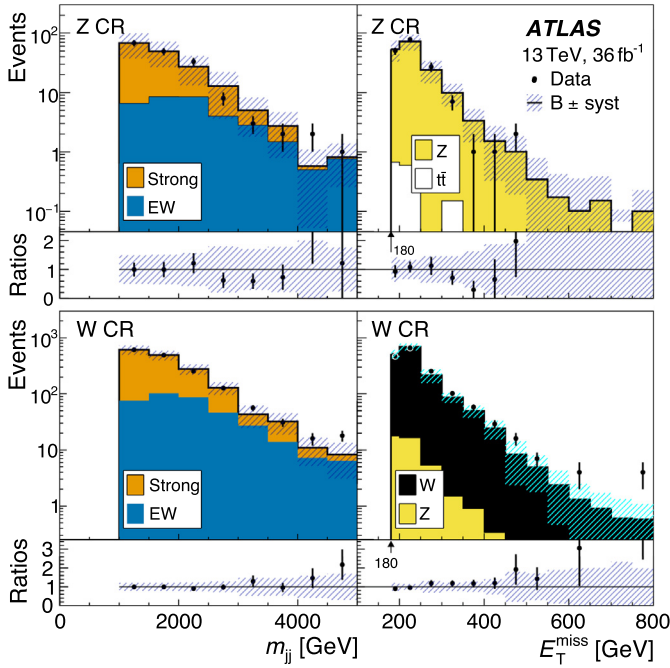 Z CR
Events
10²
10
1
10⁻¹
Strong
EW
Ratios
2
1
0
Z CR
ATLAS
13 TeV, 36 fb⁻¹
Data
B ± syst
Z
tt̄
180
W CR
Events
10³
10²
10
1
Strong
EW
Ratios
3
2
1
0
0 2000 4000
m_jj [GeV]
W CR
W
Z
180
200 400 600 800
E_T^miss [GeV]